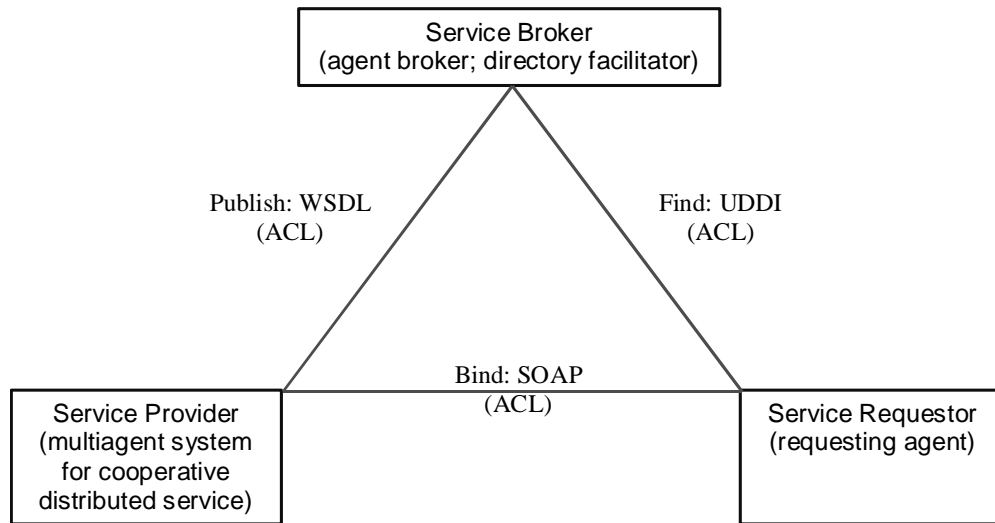 Service Broker
(agent broker; directory facilitator)
Publish: WSDL
(ACL)
Find: UDDI
(ACL)
Bind: SOAP
(ACL)
Service Provider
(multiagent system
for cooperative
distributed service)
Service Requestor
(requesting agent)